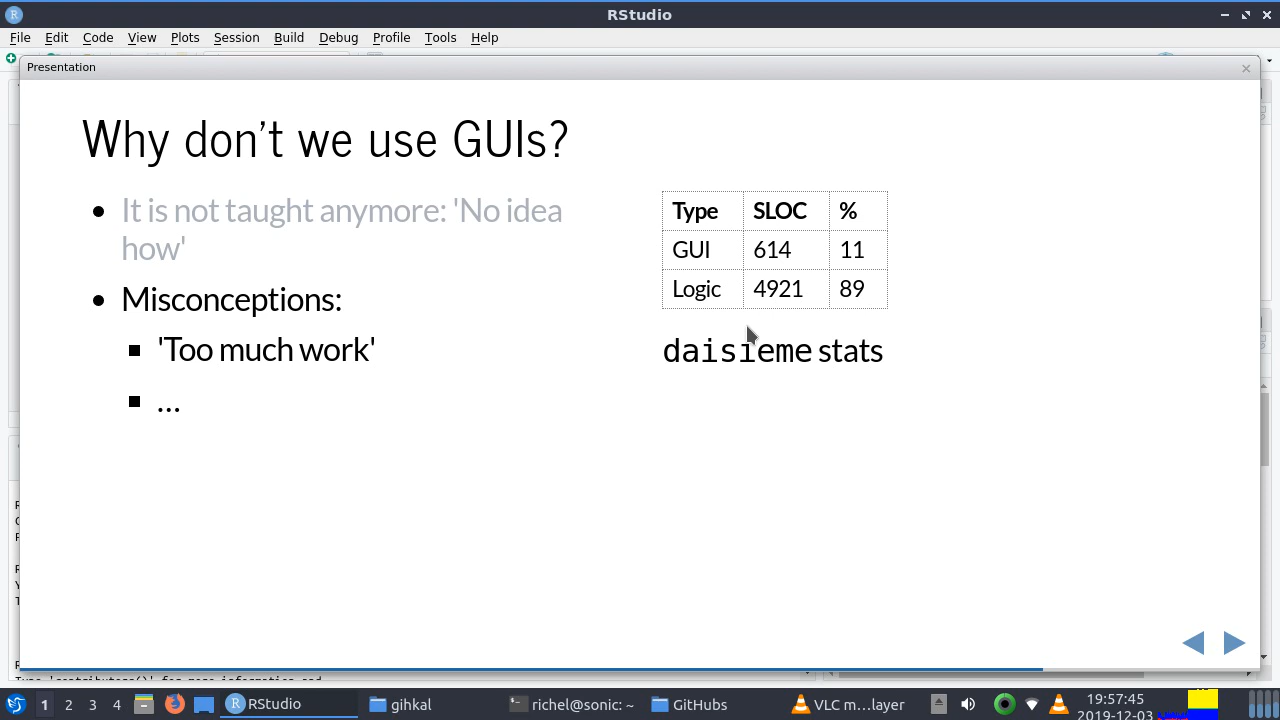 RStudio
File Edit Code View Plots Session Build Debug Profile Tools Help
Presentation
Why don't we use GUIs?
It is not taught anymore: 'No idea
how'
Misconceptions:
'Too much work'
...
Type SLOC %
GUI 614 11
Logic 4921 89
daisieme stats
1 2 3 4 RStudio gihkal richel@sonic: ~ GitHubs VLC m...layer 19:57:45
2019-12-03